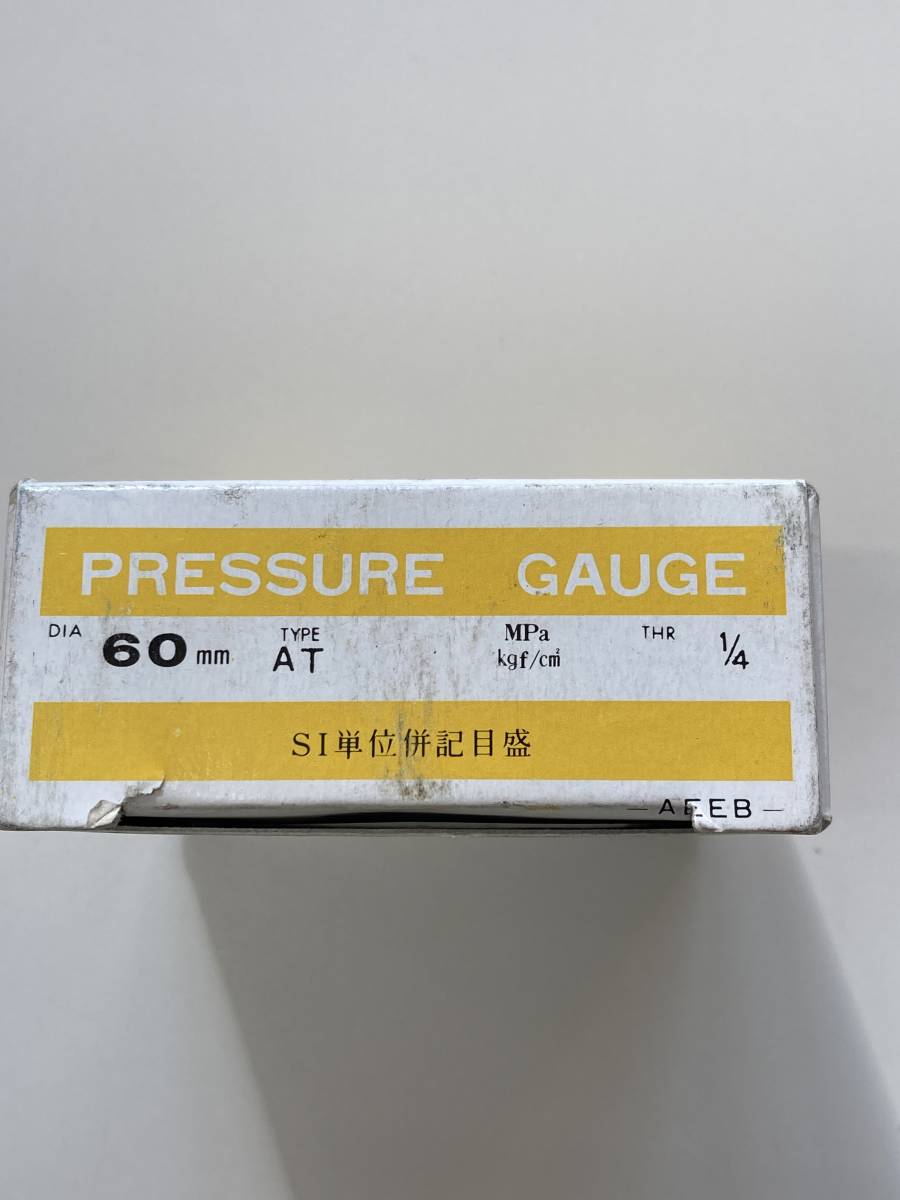 PRESSURE GAUGE
DIA 60 mm TYPE AT MPa kgf/c㎡ THR 1/4
SI単位併記目盛
— AEEB —